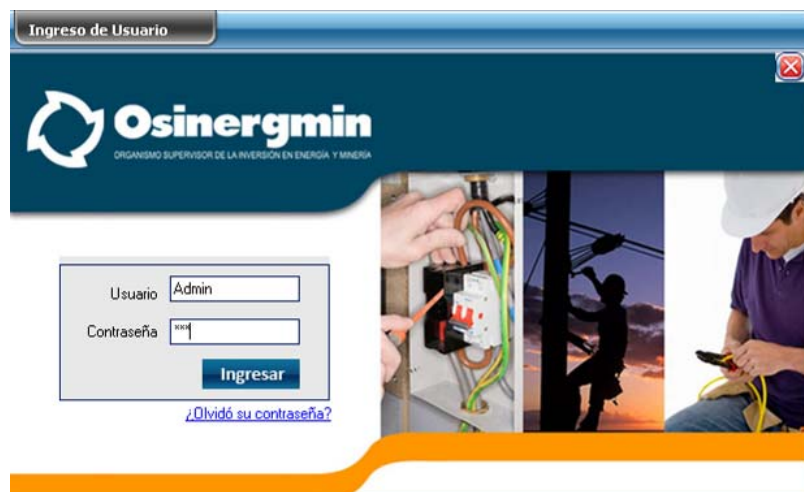 Ingreso de Usuario
Osinergmin
ORGANISMO SUPERVISOR DE LA INVERSIÓN EN ENERGÍA Y MINERÍA
Usuario Admin
Contraseña ***
Ingresar
¿Olvidó su contraseña?